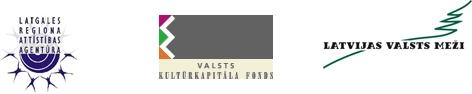 LATGALES
REĢIONA
ATTĪSTĪBAS
AĢENTŪRA
VALSTS
KULTŪRKAPITĀLA FONDS
LATVIJAS VALSTS MEŽI